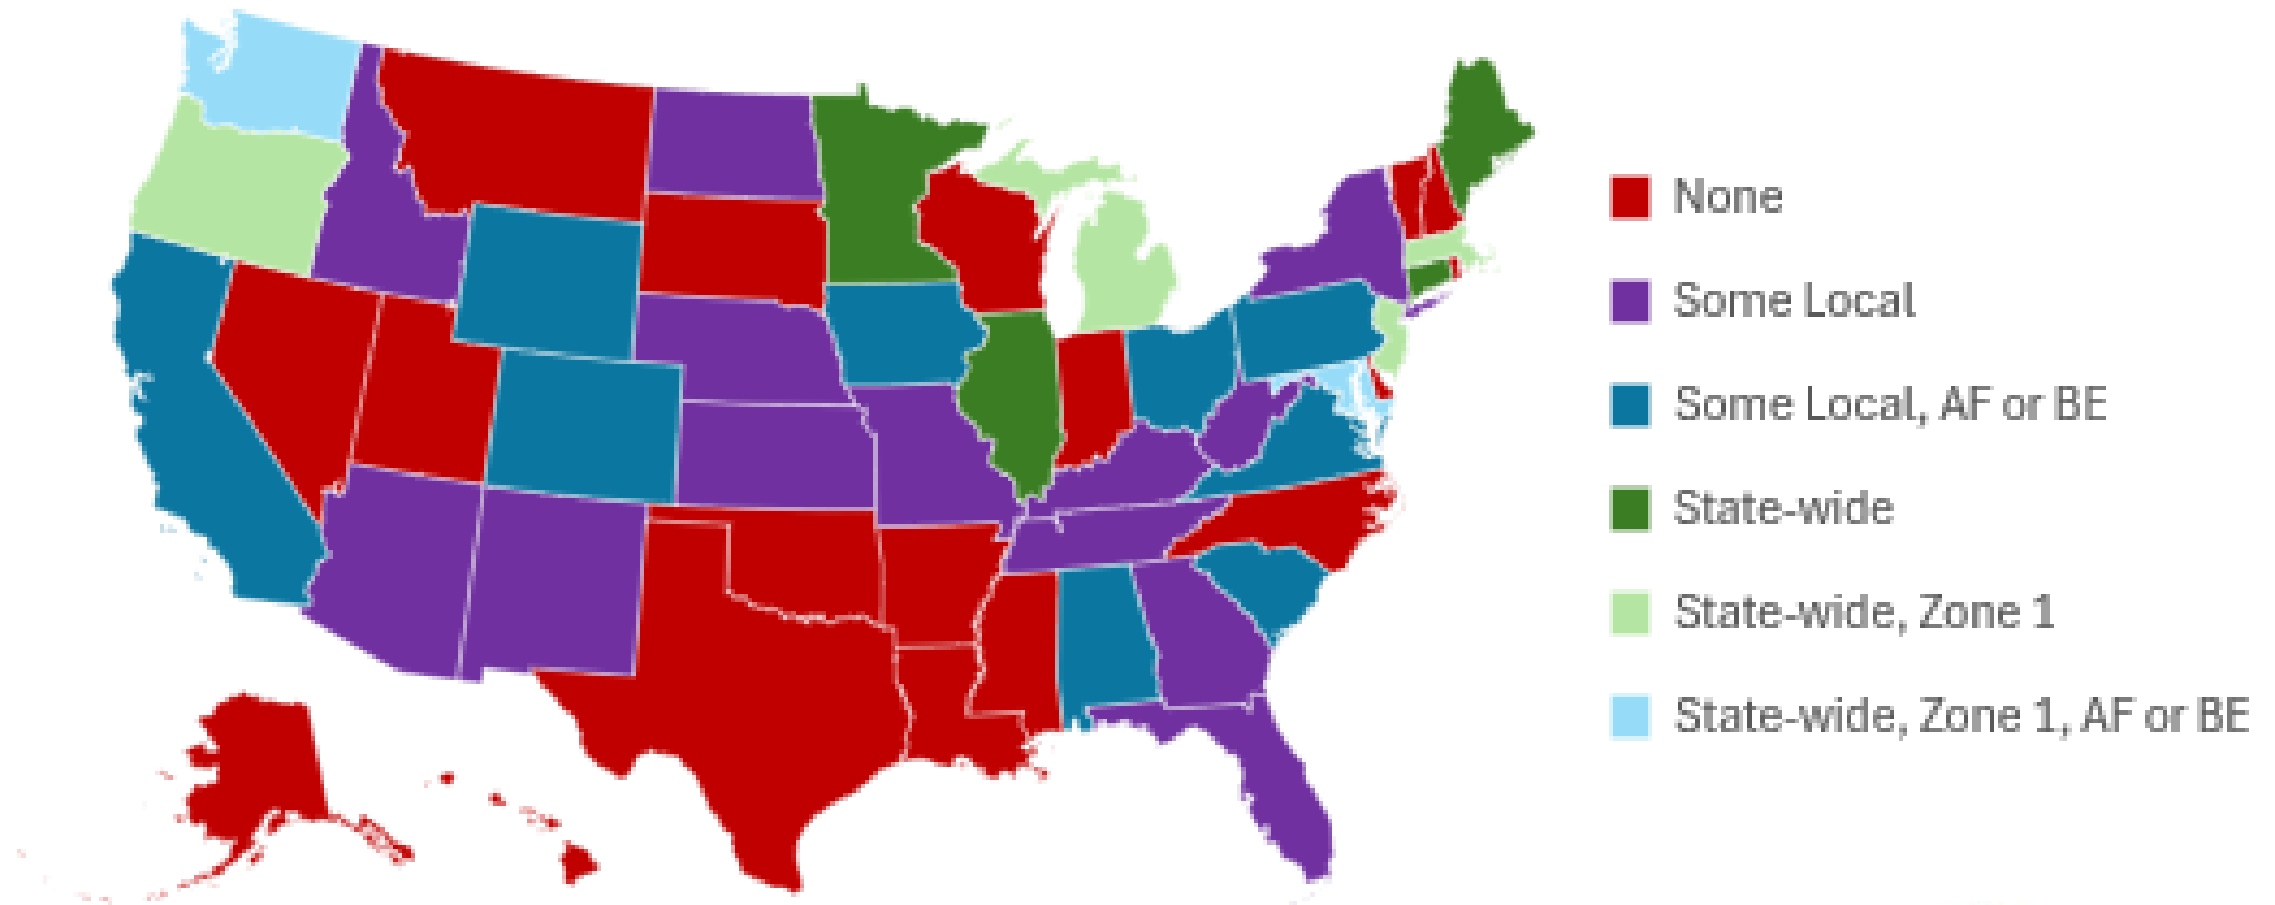 None
Some Local
Some Local, AF or BE
State-wide
State-wide, Zone 1
State-wide, Zone 1, AF or BE